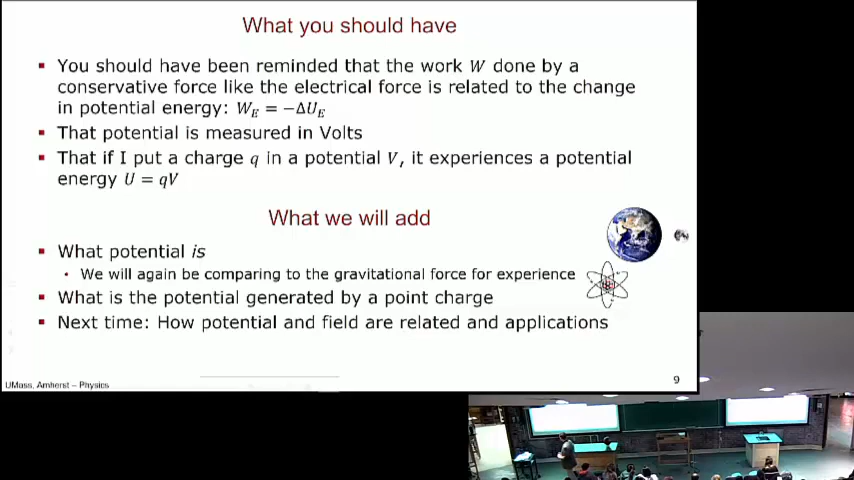 What you should have
▪ You should have been reminded that the work W done by a
conservative force like the electrical force is related to the change
in potential energy: W_E = −ΔU_E
▪ That potential is measured in Volts
▪ That if I put a charge q in a potential V, it experiences a potential
energy U = qV
What we will add
▪ What potential is
• We will again be comparing to the gravitational force for experience
▪ What is the potential generated by a point charge
▪ Next time: How potential and field are related and applications
UMass, Amherst – Physics
9